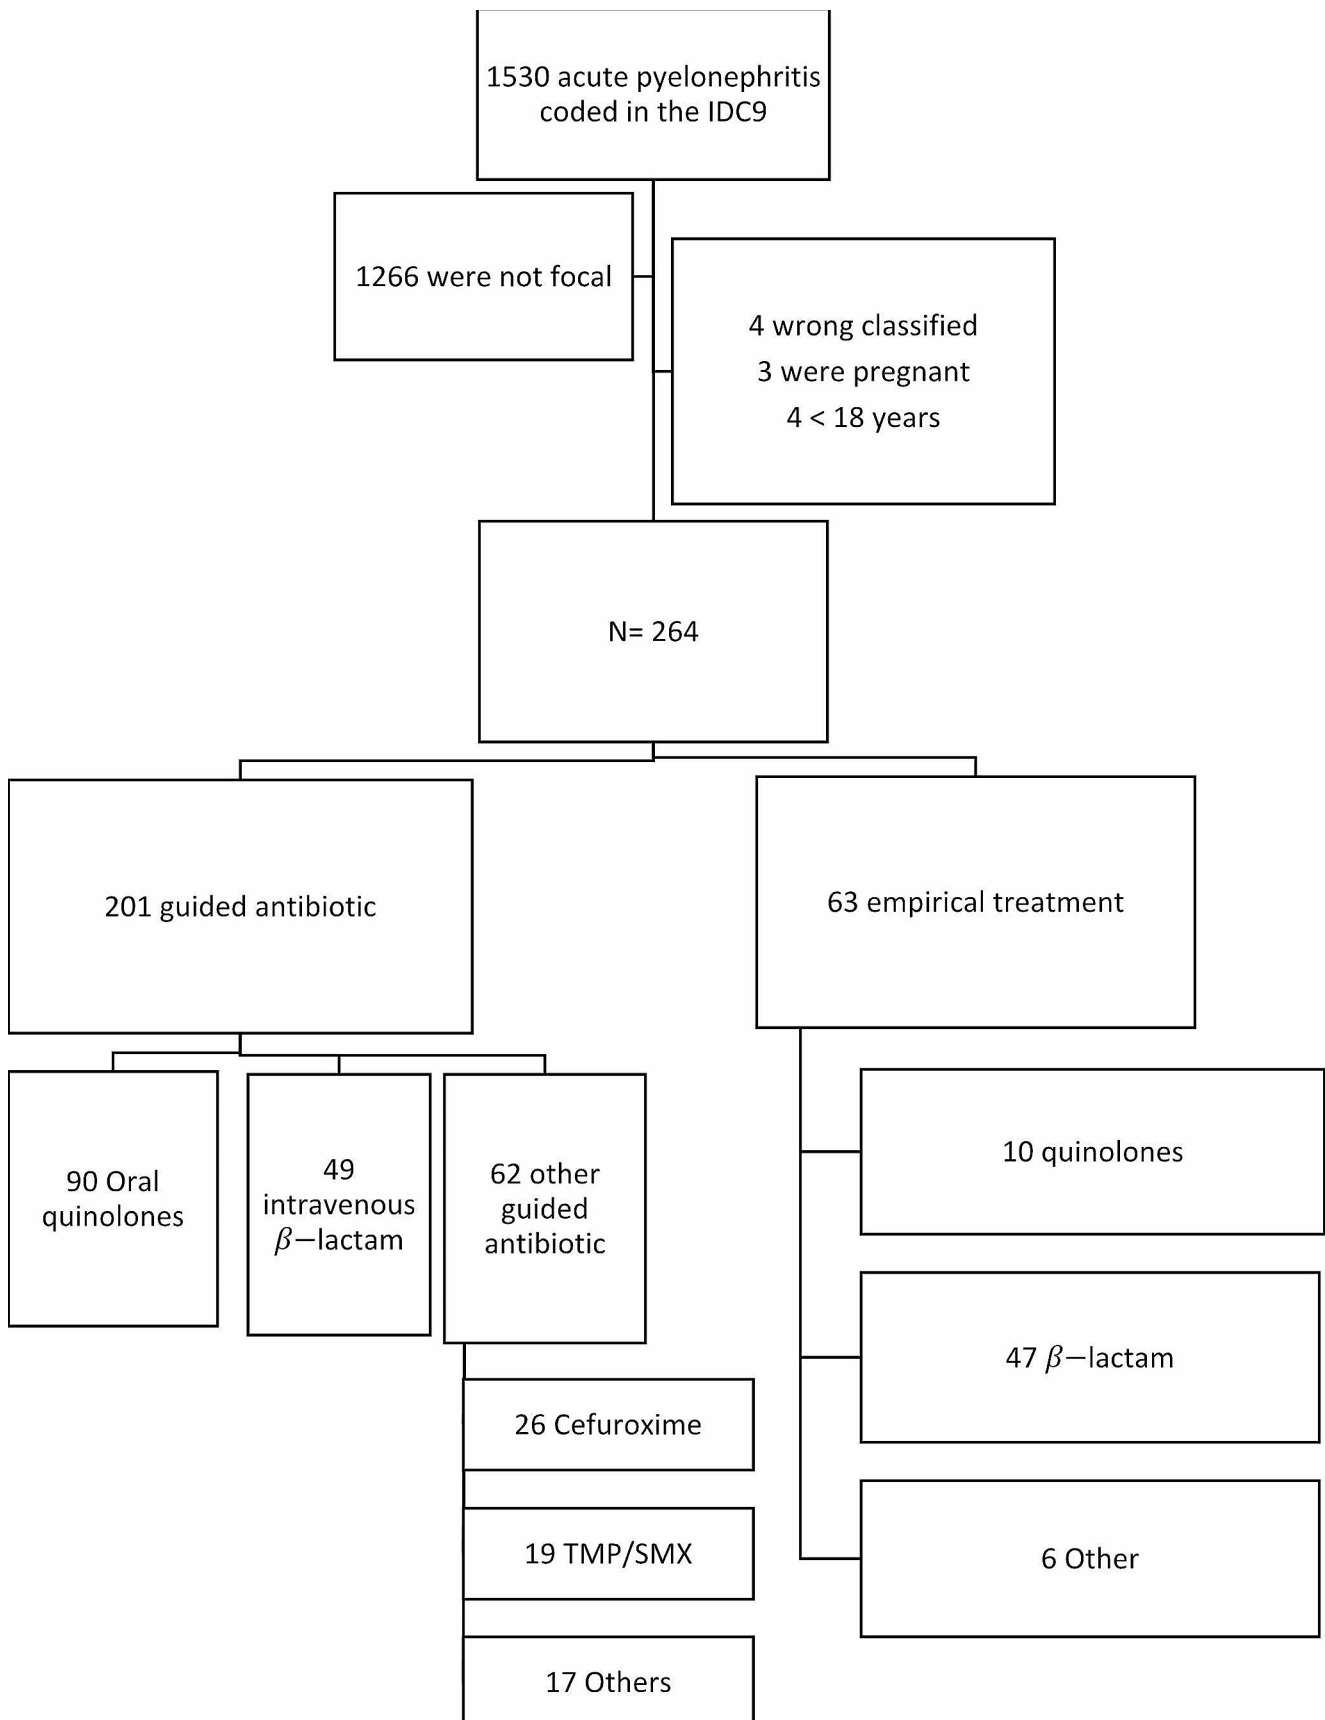 1530 acute pyelonephritis
coded in the IDC9
1266 were not focal
4 wrong classified
3 were pregnant
4 < 18 years
N= 264
201 guided antibiotic
63 empirical treatment
90 Oral
quinolones
49
intravenous
β−lactam
62 other
guided
antibiotic
26 Cefuroxime
19 TMP/SMX
17 Others
10 quinolones
47 β−lactam
6 Other